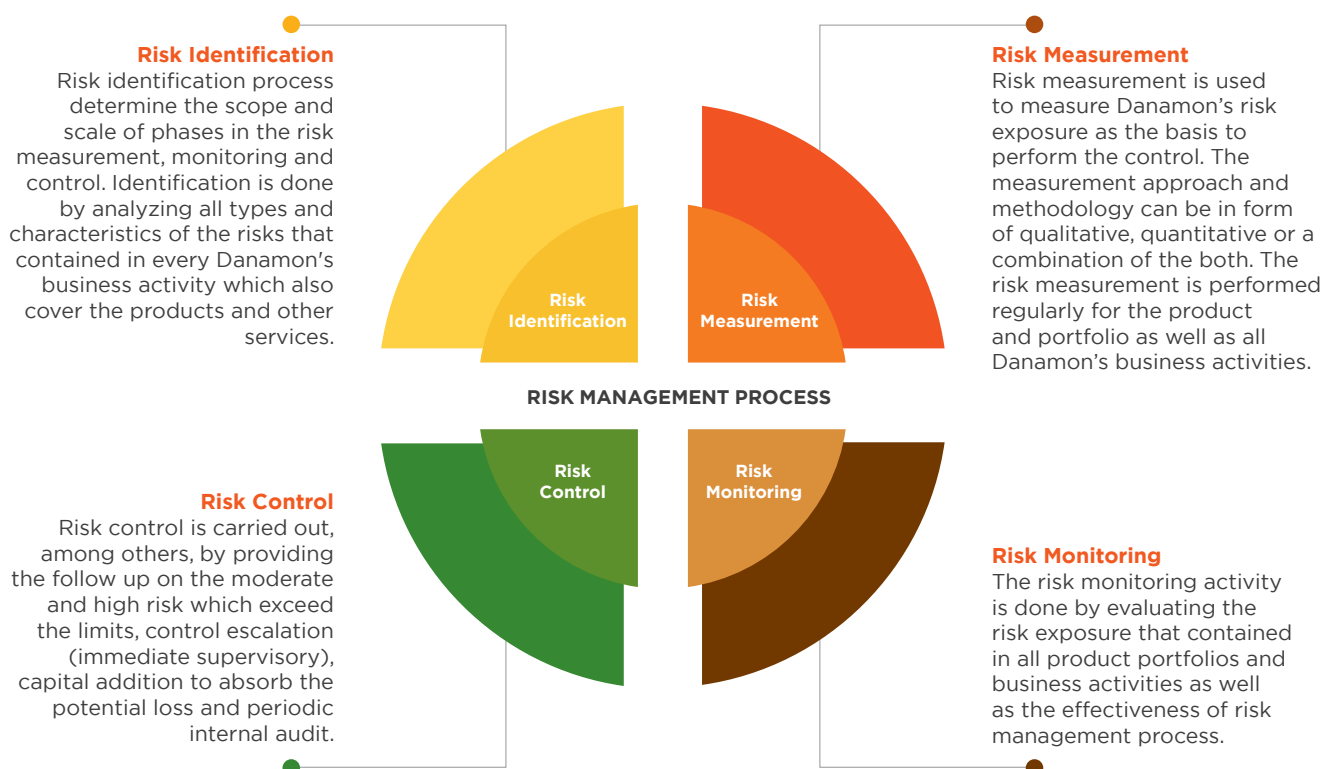 Risk Identification
Risk identification process
determine the scope and
scale of phases in the risk
measurement, monitoring and
control. Identification is done
by analyzing all types and
characteristics of the risks that
contained in every Danamon's
business activity which also
cover the products and other
services.
Risk Measurement
Risk measurement is used
to measure Danamon’s risk
exposure as the basis to
perform the control. The
measurement approach and
methodology can be in form
of qualitative, quantitative or a
combination of the both. The
risk measurement is performed
regularly for the product
and portfolio as well as all
Danamon’s business activities.
Risk
Identification
Risk
Measurement
RISK MANAGEMENT PROCESS
Risk
Control
Risk
Monitoring
Risk Control
Risk control is carried out,
among others, by providing
the follow up on the moderate
and high risk which exceed
the limits, control escalation
(immediate supervisory),
capital addition to absorb the
potential loss and periodic
internal audit.
Risk Monitoring
The risk monitoring activity
is done by evaluating the
risk exposure that contained
in all product portfolios and
business activities as well
as the effectiveness of risk
management process.